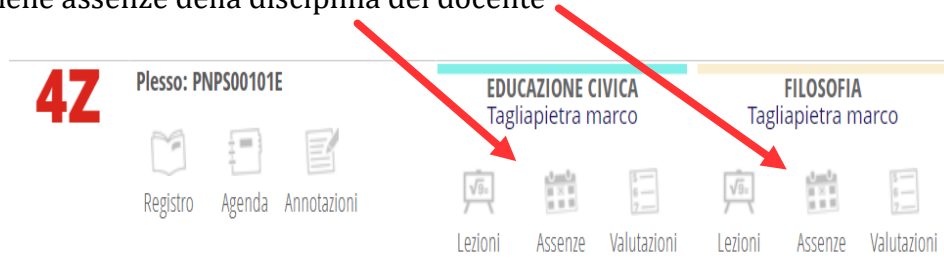 assenze della disciplina del docente
4Z
Plesso: PNPS00101E
Registro Agenda Annotazioni
EDUCAZIONE CIVICA
Tagliapietra marco
Lezioni Assenze Valutazioni
FILOSOFIA
Tagliapietra marco
Lezioni Assenze Valutazioni